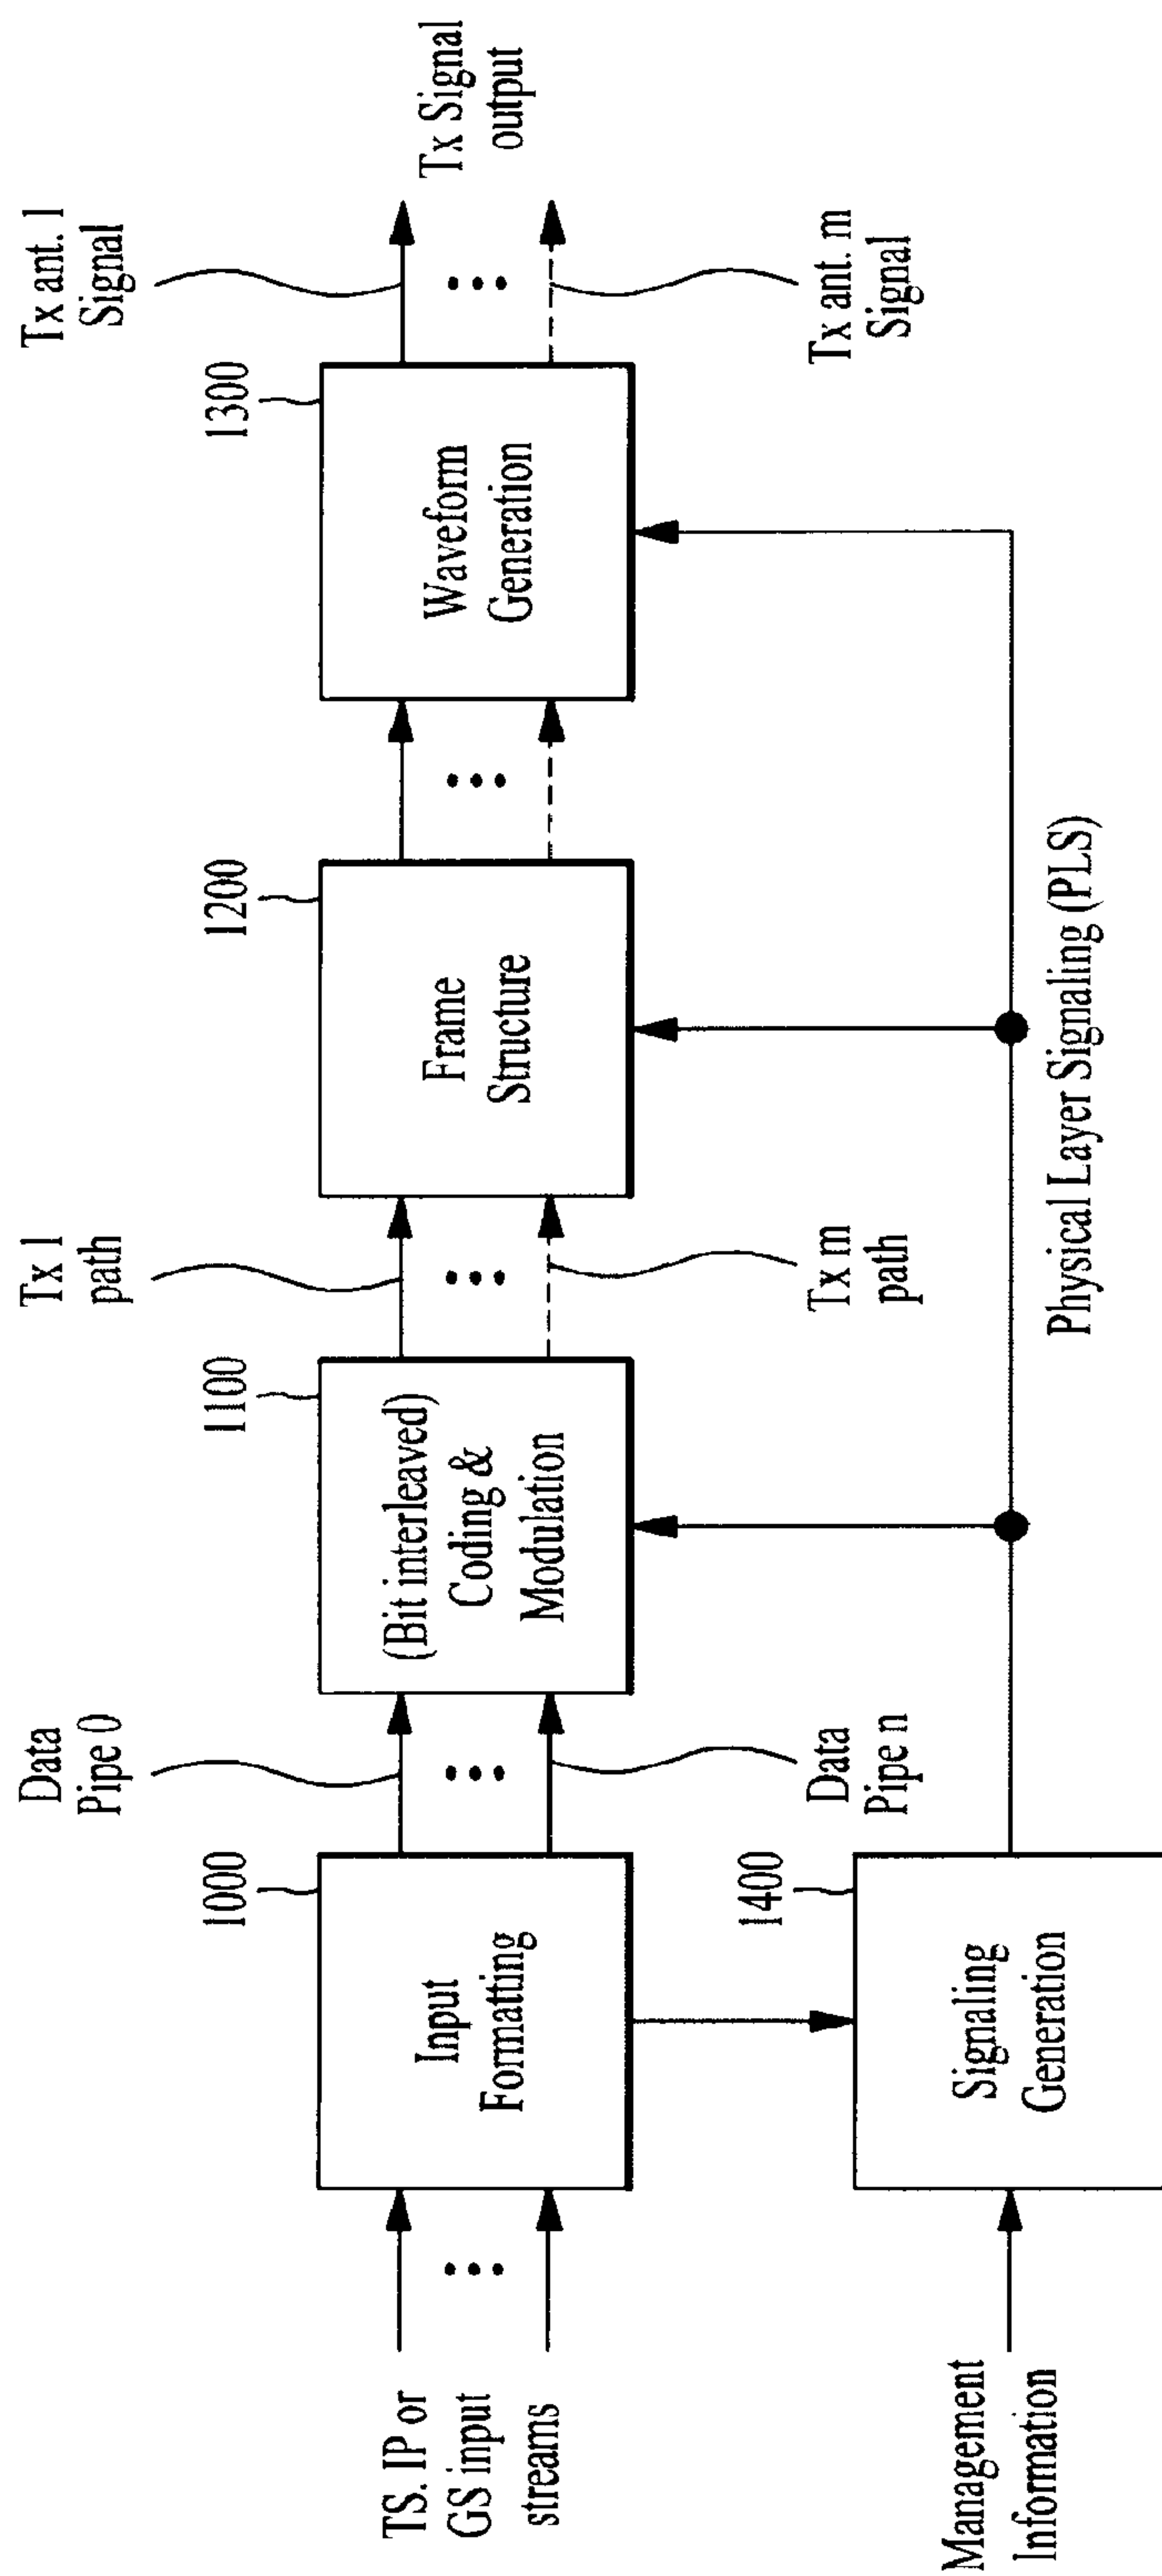 Tx ant. 1
Signal
Tx Signal
output
Tx ant. m
Signal
1300
Waveform
Generation
1200
Frame
Structure
Tx 1
path
Tx m
path
1100
(Bit interleaved)
Coding &
Modulation
Physical Layer Signaling (PLS)
Data
Pipe 0
Data
Pipe n
1000
Input
Formatting
1400
Signaling
Generation
TS. IP or
GS input
streams
Management
Information